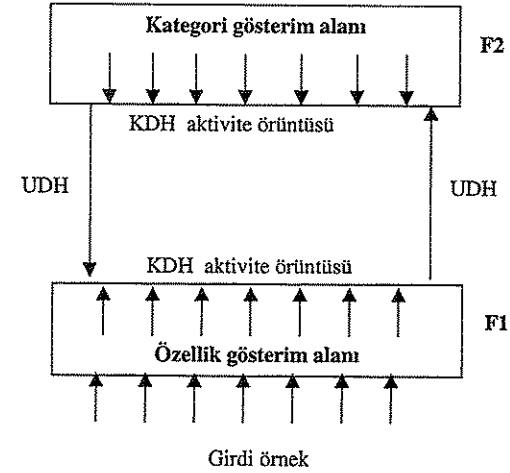 Kategori gösterim alanı
F2
KDH aktivite örüntüsü
UDH
UDH
KDH aktivite örüntüsü
F1
Özellik gösterim alanı
Girdi örnek